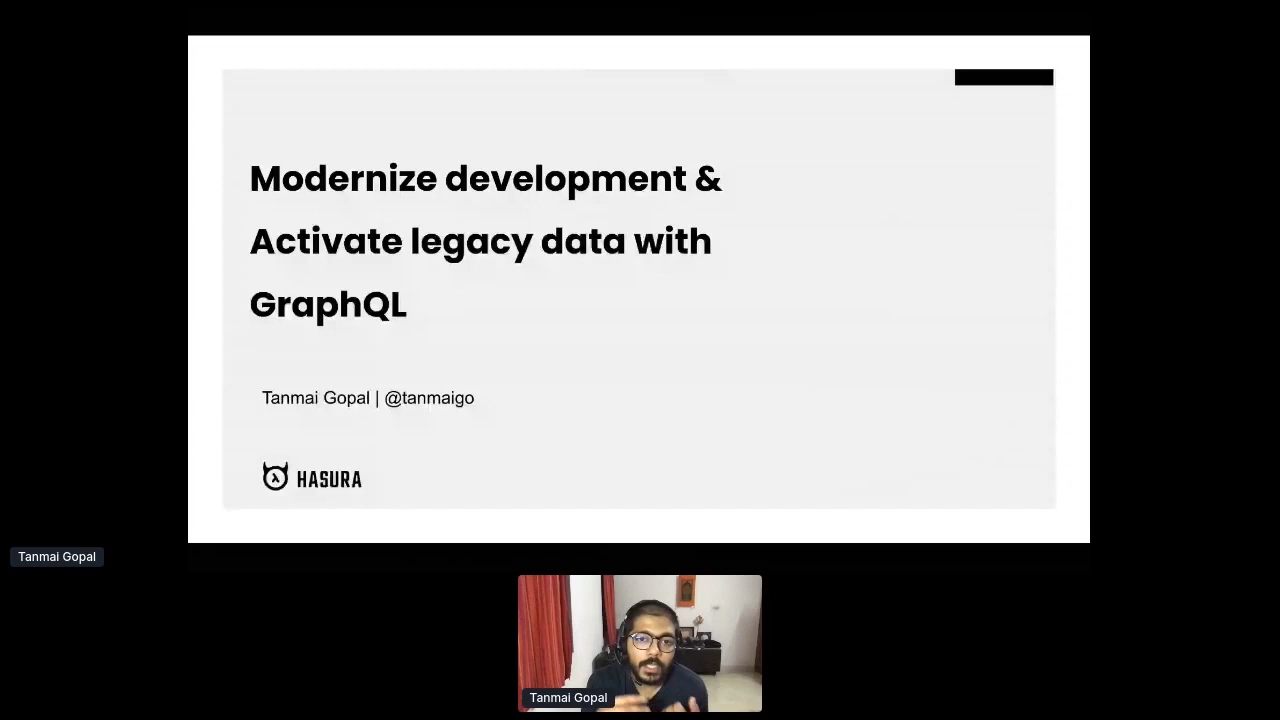 Modernize development &
Activate legacy data with
GraphQL
Tanmai Gopal | @tanmaigo
HASURA
Tanmai Gopal
Tanmai Gopal